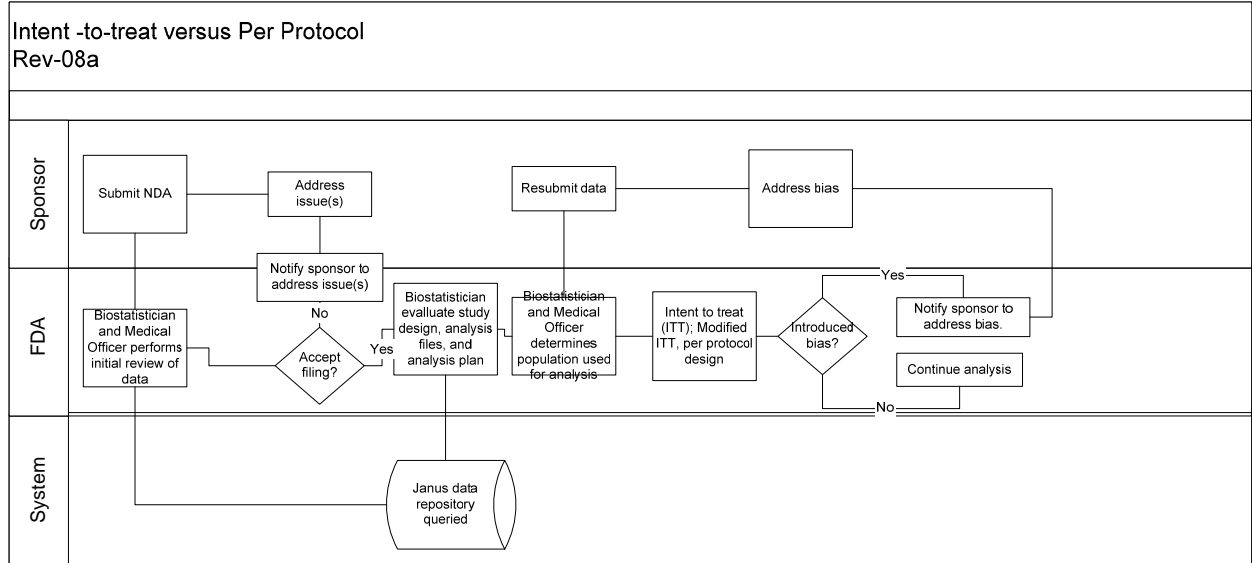 Intent -to-treat versus Per Protocol
Rev-08a
Sponsor
Submit NDA
Address
issue(s)
Resubmit data
Address bias
FDA
Notify sponsor to
address issue(s)
No
Biostatistician
and Medical
Officer performs
initial review of
data
Accept
filing?
Yes
Biostatistician
evaluate study
design, analysis
files, and
analysis plan
Biostatistician
and Medical
Officer
determines
population used
for analysis
Intent to treat
(ITT); Modified
ITT, per protocol
design
Introduced
bias?
Yes
Notify sponsor to
address bias.
Continue analysis
No
System
Janus data
repository
queried